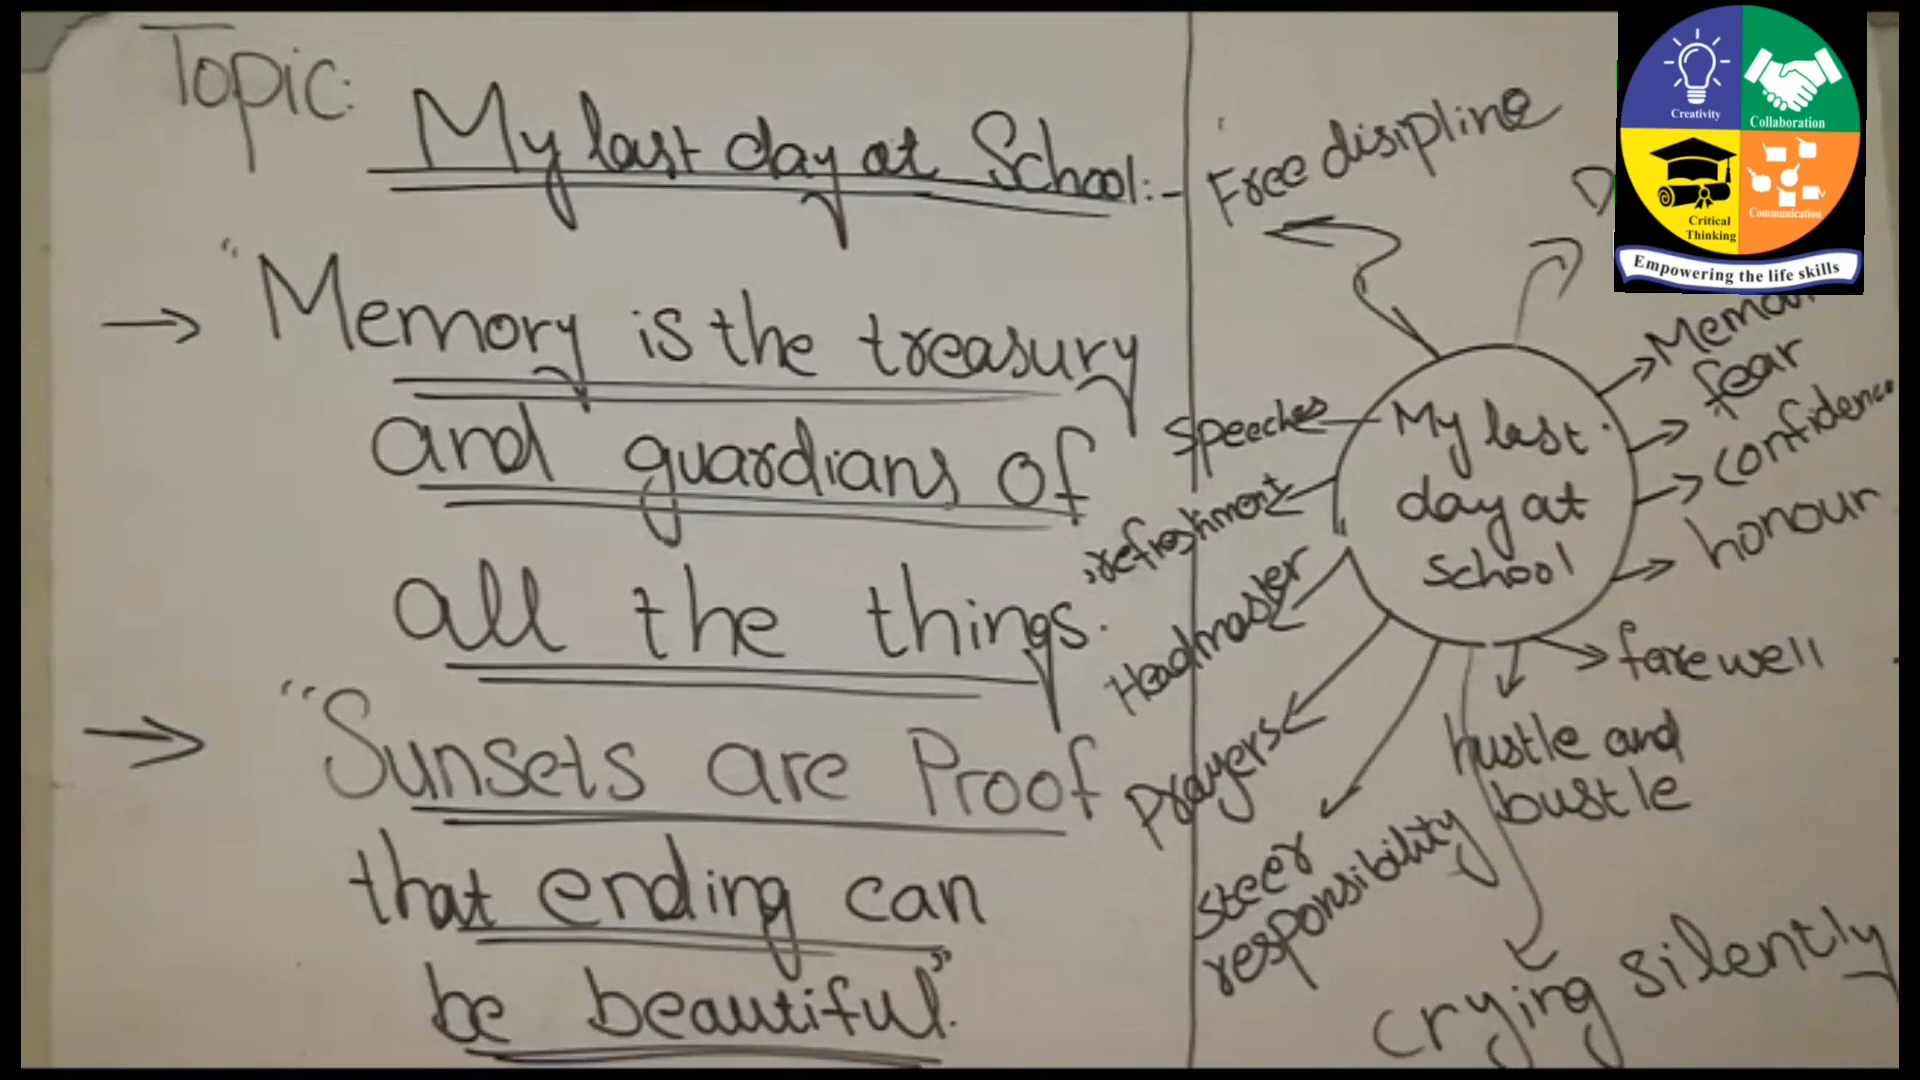 Topic:
My last day at School:-
"Memory is the treasury
and guardians of
all the things.
"Sunsets are Proof
that ending can
be beautiful".
Free disipline
fear
confidence
honour
farewell
hustle and
bustle
crying silently
Steer
responsibility
Prayers
Headmaster
refreshment
Speeches
My last
day at
School
Creativity
Collaboration
Critical
Thinking
Communication
Empowering the life skills